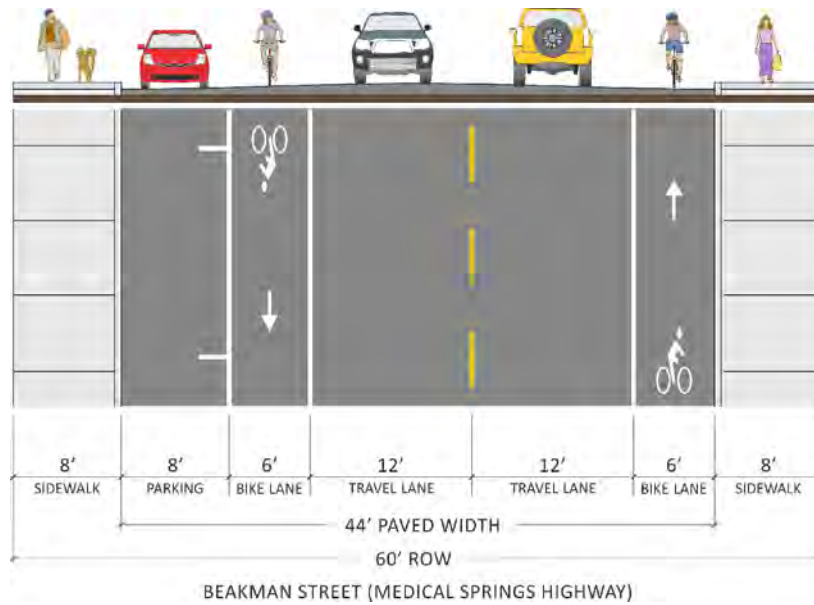 8' 8' 6' 12' 12' 6' 8'
SIDEWALK PARKING BIKE LANE TRAVEL LANE TRAVEL LANE BIKE LANE SIDEWALK
44' PAVED WIDTH
60' ROW
BEAKMAN STREET (MEDICAL SPRINGS HIGHWAY)